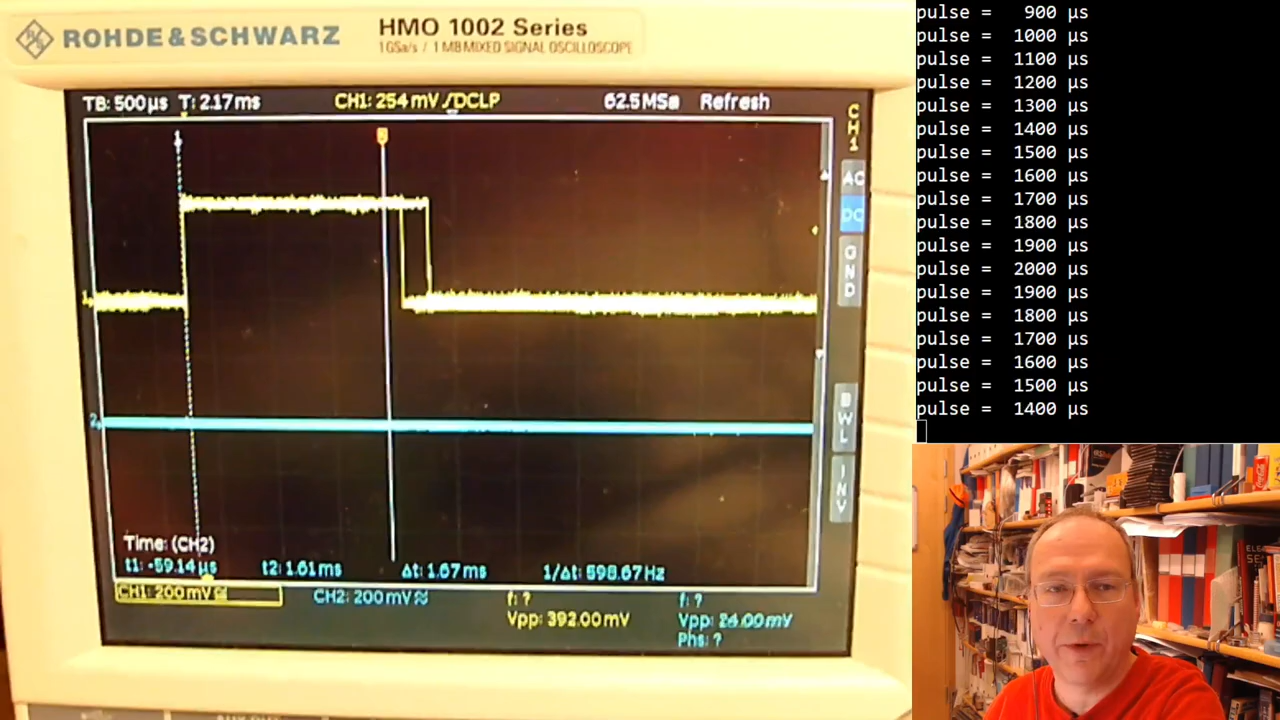 ROHDE & SCHWARZ
HMO 1002 Series
1 GSa/s / 1 MB MIXED SIGNAL OSCILLOSCOPE
TB: 500µs T: 2.17ms CH1: 254 mV DCLP 62.5MSa Refresh
CH1
AC
DC
GND
BWL
INV
1
2
Time: (CH2)
t1: -59.14µs t2: 1.61ms Δt: 1.67ms 1/Δt: 598.67Hz
CH1: 200mV CH2: 200mV f: ? f: ?
Vpp: 392.00mV Vpp: 24.00mV
Phs: ?
pulse = 900 µs
pulse = 1000 µs
pulse = 1100 µs
pulse = 1200 µs
pulse = 1300 µs
pulse = 1400 µs
pulse = 1500 µs
pulse = 1600 µs
pulse = 1700 µs
pulse = 1800 µs
pulse = 1900 µs
pulse = 2000 µs
pulse = 1900 µs
pulse = 1800 µs
pulse = 1700 µs
pulse = 1600 µs
pulse = 1500 µs
pulse = 1400 µs